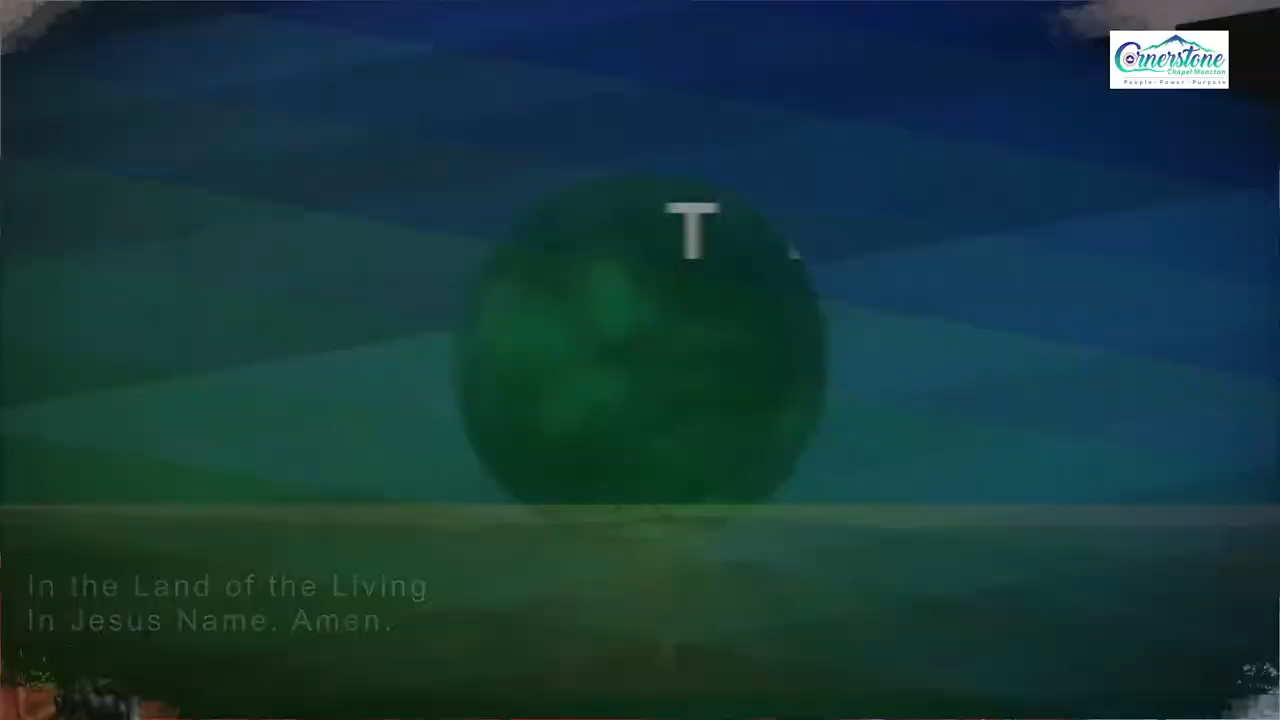 Cornerstone
Chapel Moncton
People - Power - Purpose
T
In the Land of the Living
In Jesus Name. Amen.